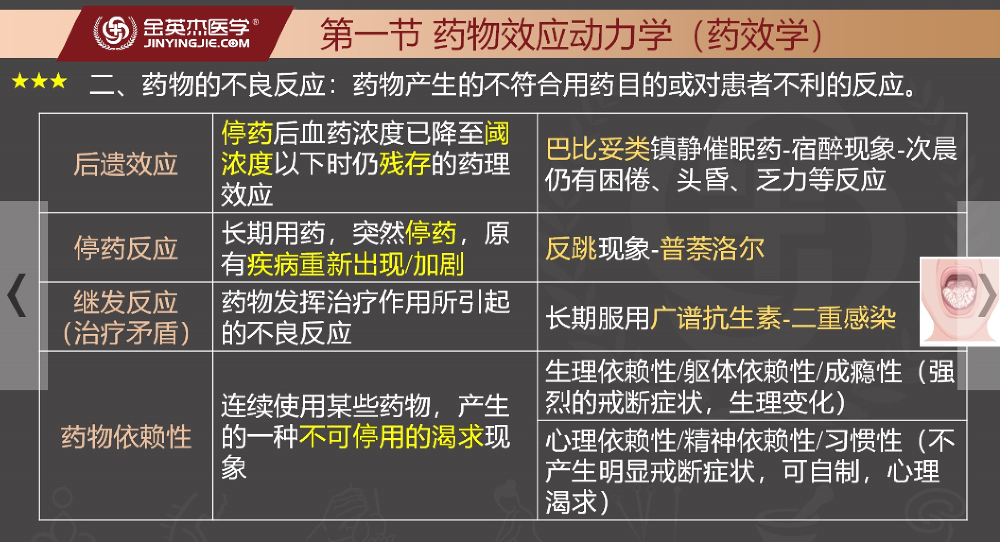 金英杰医学®
JINYINGJIE.COM
第一节 药物效应动力学（药效学）
★★★ 二、药物的不良反应：药物产生的不符合用药目的或对患者不利的反应。
后遗效应
停药后血药浓度已降至阈
浓度以下时仍残存的药理
效应
巴比妥类镇静催眠药-宿醉现象-次晨
仍有困倦、头昏、乏力等反应
停药反应
长期用药，突然停药，原
有疾病重新出现/加剧
反跳现象-普萘洛尔
继发反应
（治疗矛盾）
药物发挥治疗作用所引起
的不良反应
长期服用广谱抗生素-二重感染
药物依赖性
连续使用某些药物，产生
的一种不可停用的渴求现
象
生理依赖性/躯体依赖性/成瘾性（强
烈的戒断症状，生理变化）
心理依赖性/精神依赖性/习惯性（不
产生明显戒断症状，可自制，心理
渴求）